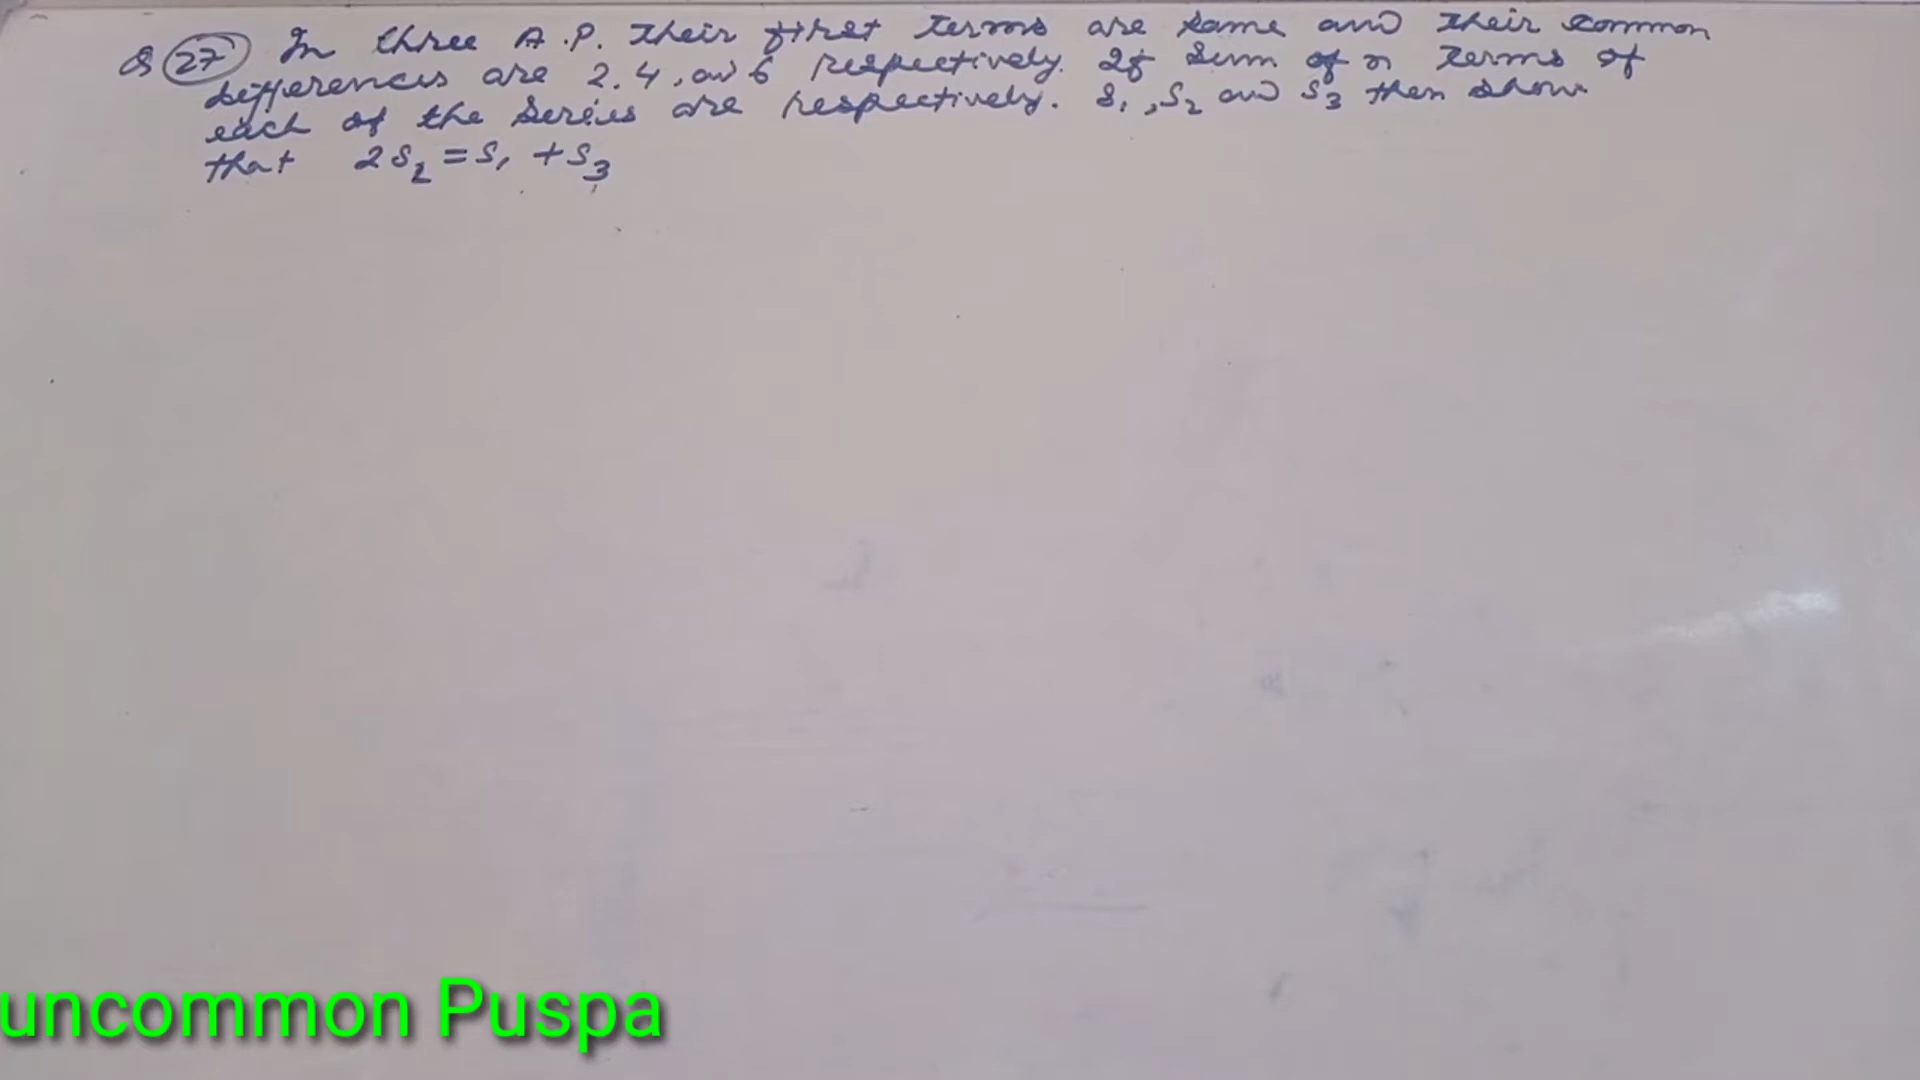 Q 27 In three A.P. their first terms are same and their common
differences are 2.4, and 6 respectively. If sum of n terms of
each of the series are respectively. S1, S2 and S3 then show
that 2S2 = S1 + S3
uncommon Puspa